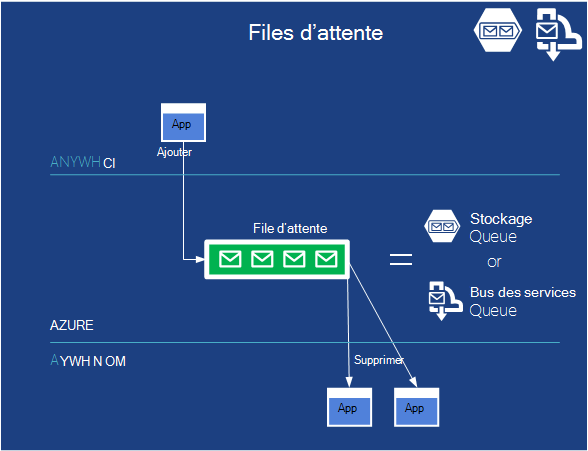 Files d'attente
App
Ajouter
ANYWH CI
File d'attente
Stockage
Queue
or
Bus des services
Queue
AZURE
AYWH N OM
Supprimer
App
App